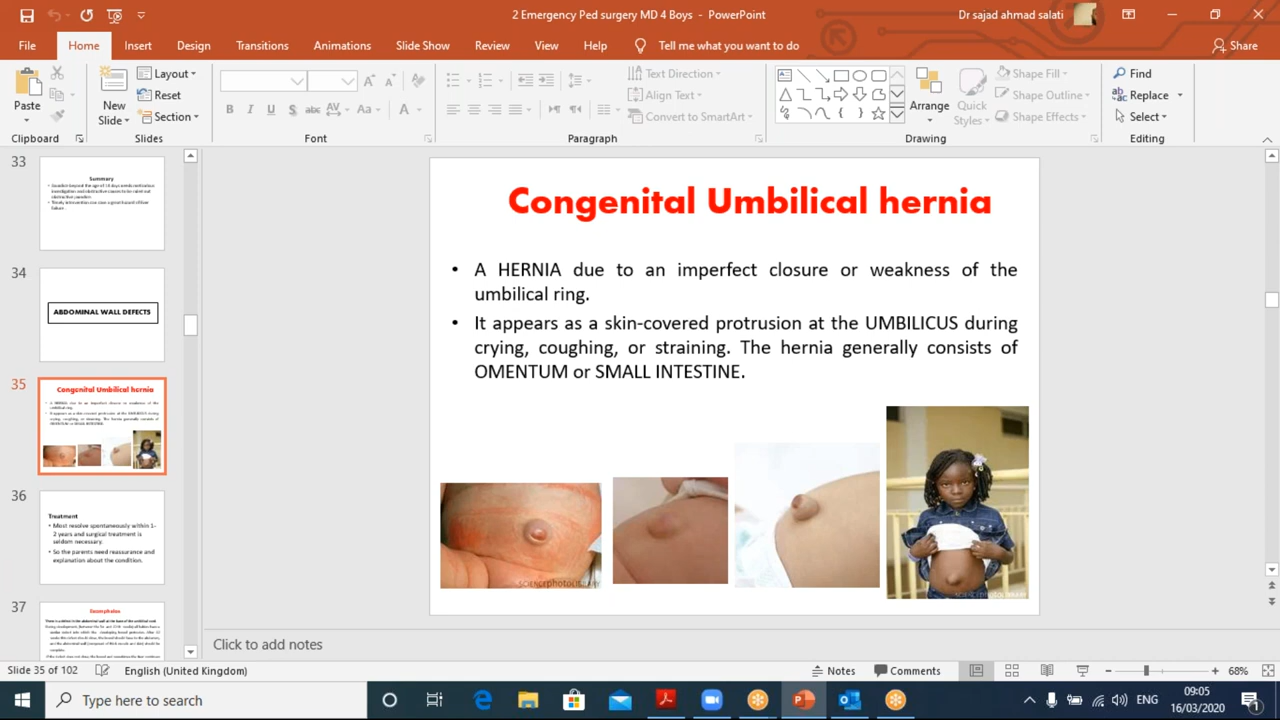 2 Emergency Ped surgery MD 4 Boys - PowerPoint
Dr sajad ahmad salati
File Home Insert Design Transitions Animations Slide Show Review View Help Tell me what you want to do Share
Paste
New Slide
Layout
Reset
Section
B I U S abc AV Aa A
Text Direction
Align Text
Convert to SmartArt
Arrange
Quick Styles
Shape Fill
Shape Outline
Shape Effects
Find
Replace
Select
Clipboard Slides Font Paragraph Drawing Editing
33
Summary
34
ABDOMINAL WALL DEFECTS
35
Congenital Umbilical hernia
36
Treatment
• Most resolve spontaneously within 1-
2 years and surgical treatment is
seldom necessary.
• So the parents need reassurance and
explanation about the condition.
37
Congenital Umbilical hernia
• A HERNIA due to an imperfect closure or weakness of the
umbilical ring.
• It appears as a skin-covered protrusion at the UMBILICUS during
crying, coughing, or straining. The hernia generally consists of
OMENTUM or SMALL INTESTINE.
SCIENCEphotoLIBRARY
Click to add notes
Slide 35 of 102 English (United Kingdom) Notes Comments 68%
Type here to search
ENG
09:05
16/03/2020